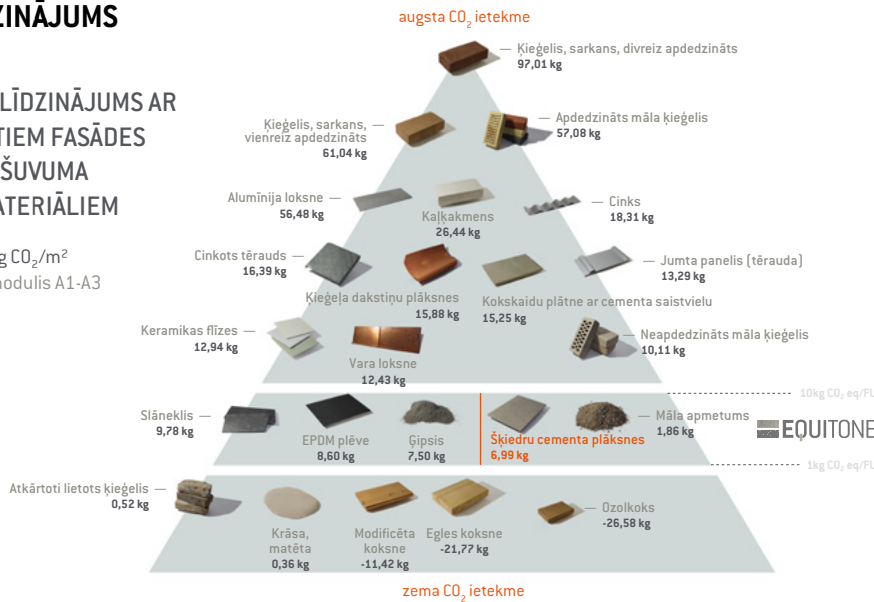 ZINĀJUMS
LĪDZINĀJUMS AR
TIEM FASĀDES
ŠUVUMA
ATERIĀLIEM
g CO₂/m²
nodulis A1-A3
augsta CO₂ ietekme
Ķieģelis, sarkans, divreiz apdedzināts
97,01 kg
Ķieģelis, sarkans,
vienreiz apdedzināts
61,04 kg
Apdedzināts māla ķieģelis
57,08 kg
Alumīnija loksne
56,48 kg
Kaļķakmens
26,44 kg
Cinks
18,31 kg
Cinkots tērauds
16,39 kg
Ķieģeļa dakstiņu plāksnes
15,88 kg
Kokskaidu plātne ar cementa saistvielu
15,25 kg
Jumta panelis (tērauda)
13,29 kg
Keramikas flīzes
12,94 kg
Vara loksne
12,43 kg
Neapdedzināts māla ķieģelis
10,11 kg
10kg CO₂ eq/FU
Slāneklis
9,78 kg
EPDM plēve
8,60 kg
Ģipsis
7,50 kg
Šķiedru cementa plāksnes
6,99 kg
Māla apmetums
1,86 kg
EQUITONE
1kg CO₂ eq/FU
Atkārtoti lietots ķieģelis
0,52 kg
Krāsa,
matēta
0,36 kg
Modificēta
koksne
-11,42 kg
Egles koksne
-21,77 kg
Ozolkoks
-26,58 kg
zema CO₂ ietekme